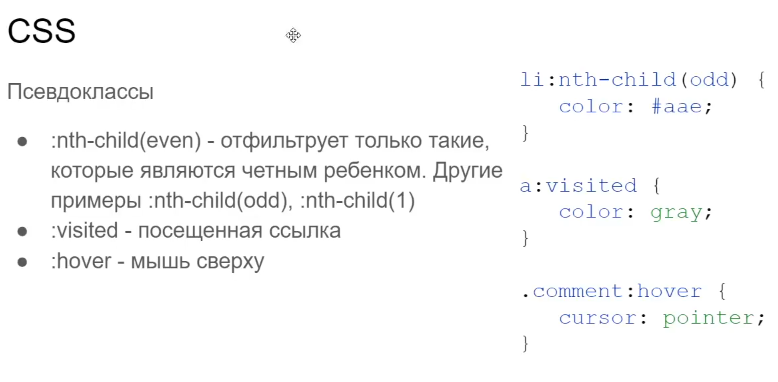 CSS
Псевдоклассы
● :nth-child(even) - отфильтрует только такие,
которые являются четным ребенком. Другие
примеры :nth-child(odd), :nth-child(1)
● :visited - посещенная ссылка
● :hover - мышь сверху
li:nth-child(odd) {
   color: #aae;
}
a:visited {
   color: gray;
}
.comment:hover {
   cursor: pointer;
}